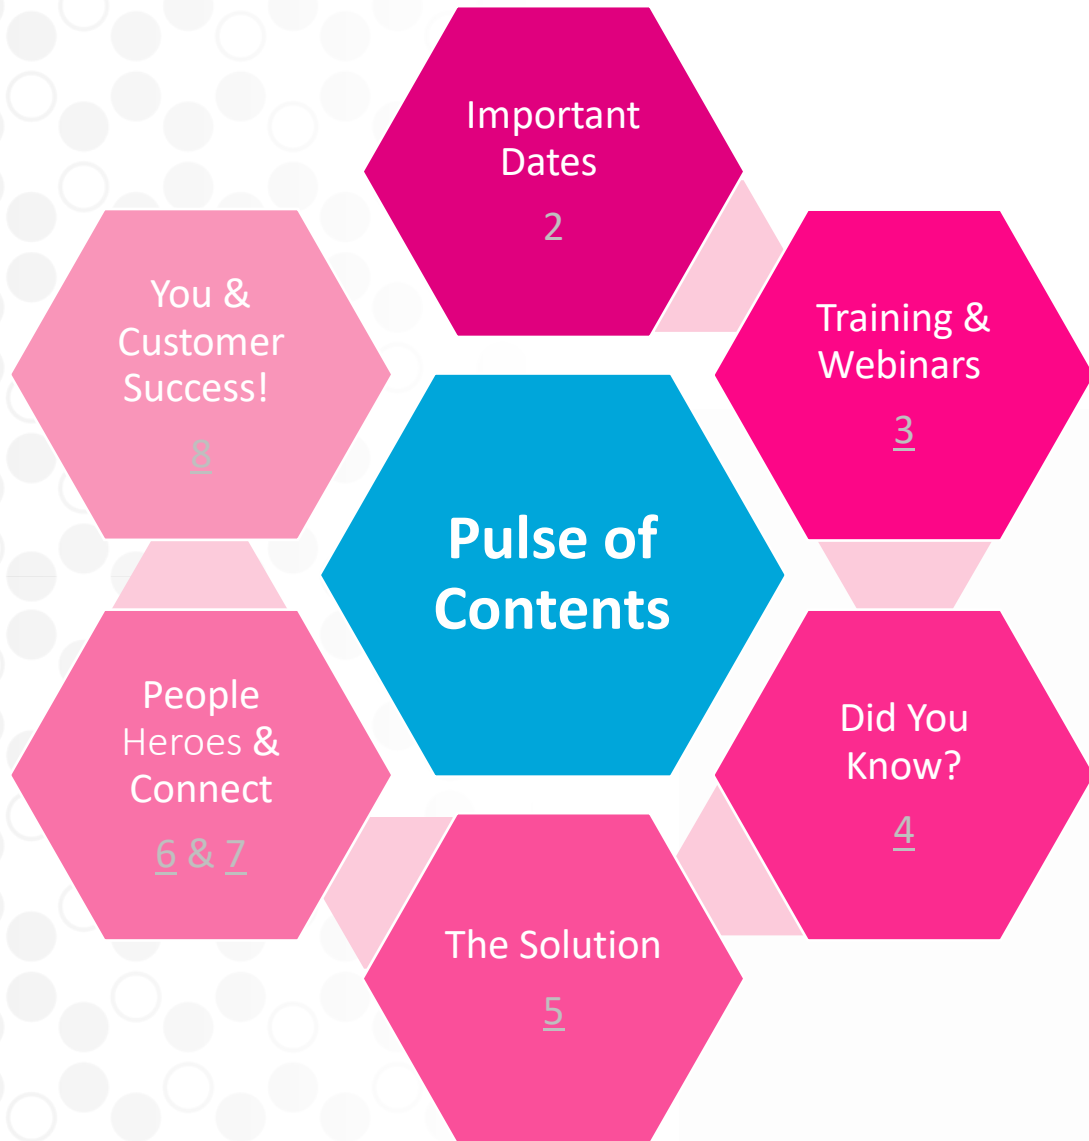 Pulse of
Contents
Important
Dates
2
Training &
Webinars
3
Did You
Know?
4
The Solution
5
People
Heroes &
Connect
6 & 7
You &
Customer
Success!
8